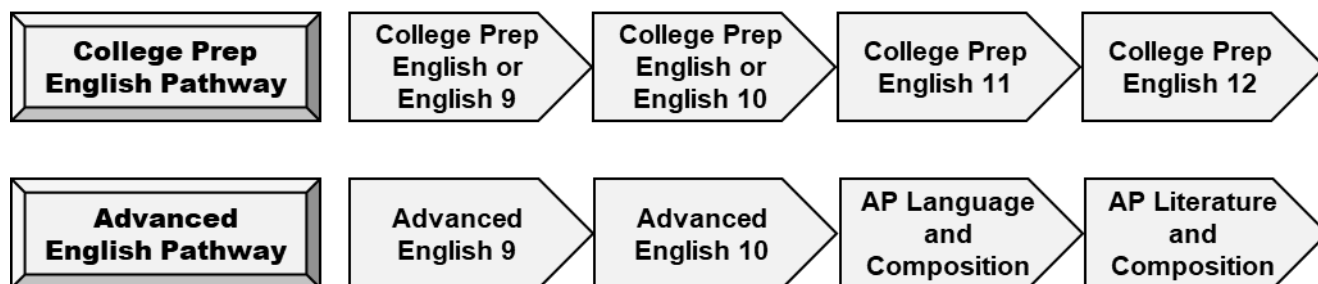 College Prep
English Pathway
College Prep
English or
English 9
College Prep
English or
English 10
College Prep
English 11
College Prep
English 12
Advanced
English Pathway
Advanced
English 9
Advanced
English 10
AP Language
and
Composition
AP Literature
and
Composition